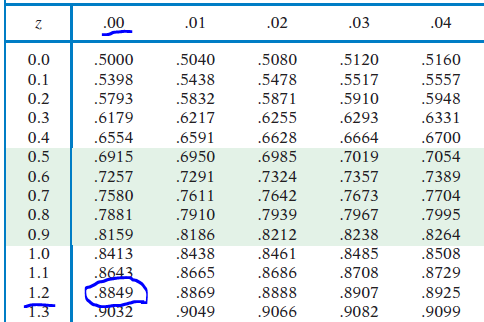 z .00 .01 .02 .03 .04
0.0 .5000 .5040 .5080 .5120 .5160
0.1 .5398 .5438 .5478 .5517 .5557
0.2 .5793 .5832 .5871 .5910 .5948
0.3 .6179 .6217 .6255 .6293 .6331
0.4 .6554 .6591 .6628 .6664 .6700
0.5 .6915 .6950 .6985 .7019 .7054
0.6 .7257 .7291 .7324 .7357 .7389
0.7 .7580 .7611 .7642 .7673 .7704
0.8 .7881 .7910 .7939 .7967 .7995
0.9 .8159 .8186 .8212 .8238 .8264
1.0 .8413 .8438 .8461 .8485 .8508
1.1 .8643 .8665 .8686 .8708 .8729
1.2 .8849 .8869 .8888 .8907 .8925
1.3 .9032 .9049 .9066 .9082 .9099